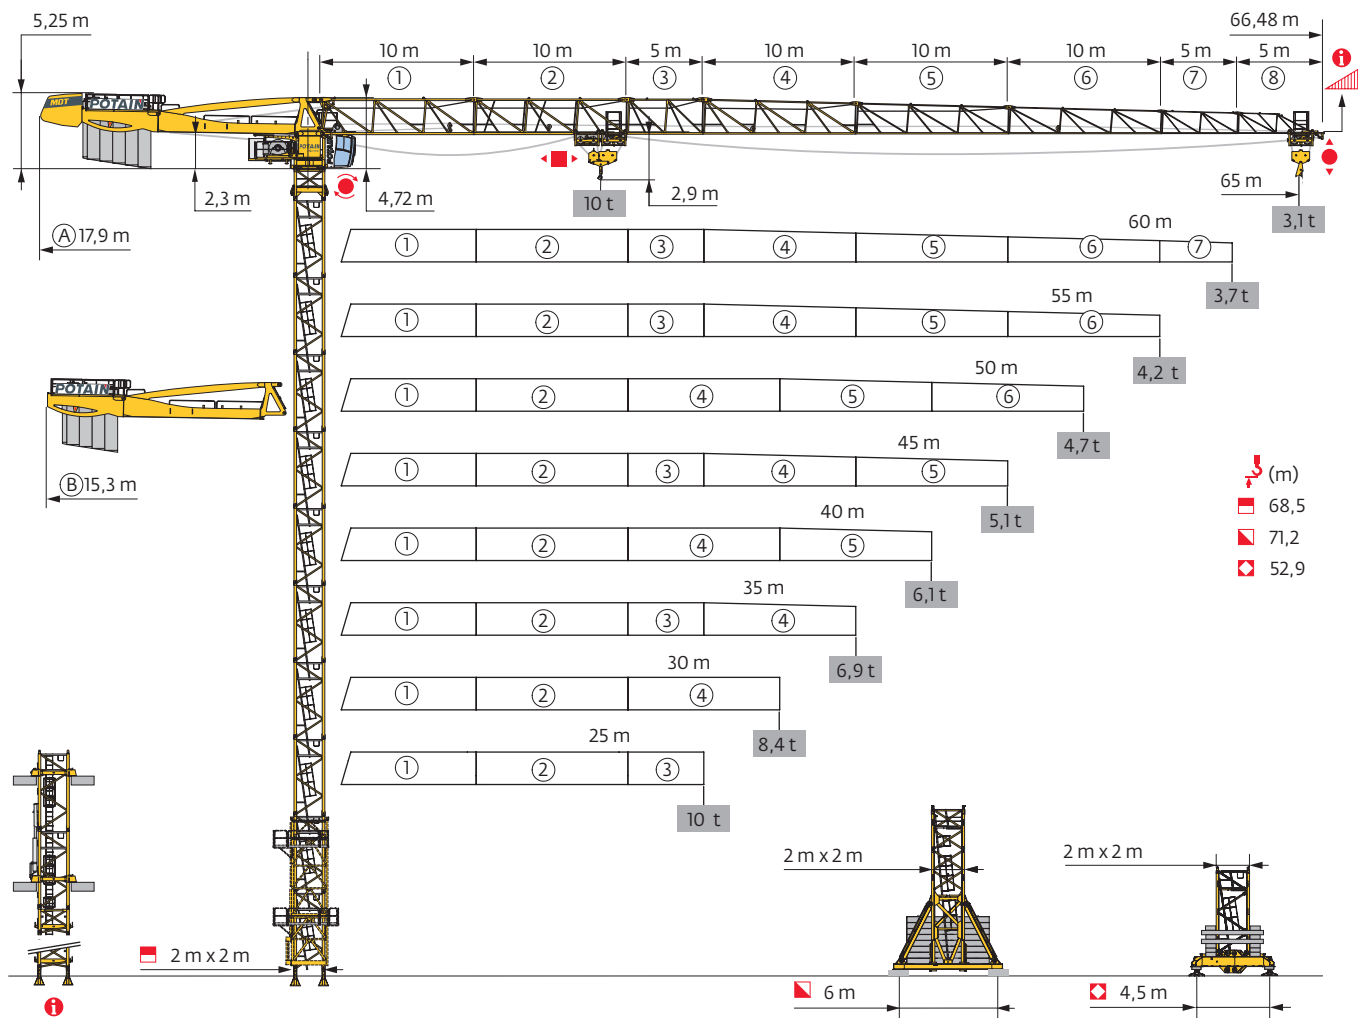 5,25 m
66,48 m
10 m
10 m
5 m
10 m
10 m
10 m
5 m
5 m
1
2
3
4
5
6
7
8
i
MDT
POTAIN
POTAIN
2,3 m
4,72 m
10 t
2,9 m
65 m
3,1 t
A 17,9 m
60 m
1 2 3 4 5 6 7
3,7 t
55 m
1 2 3 4 5 6
4,2 t
POTAIN
50 m
1 2 4 5 6
4,7 t
B 15,3 m
45 m
1 2 3 4 5
5,1 t
(m)
68,5
71,2
52,9
40 m
1 2 4 5
6,1 t
35 m
1 2 3 4
6,9 t
30 m
1 2 4
8,4 t
25 m
1 2 3
10 t
2 m x 2 m
2 m x 2 m
2 m x 2 m
6 m
4,5 m
i